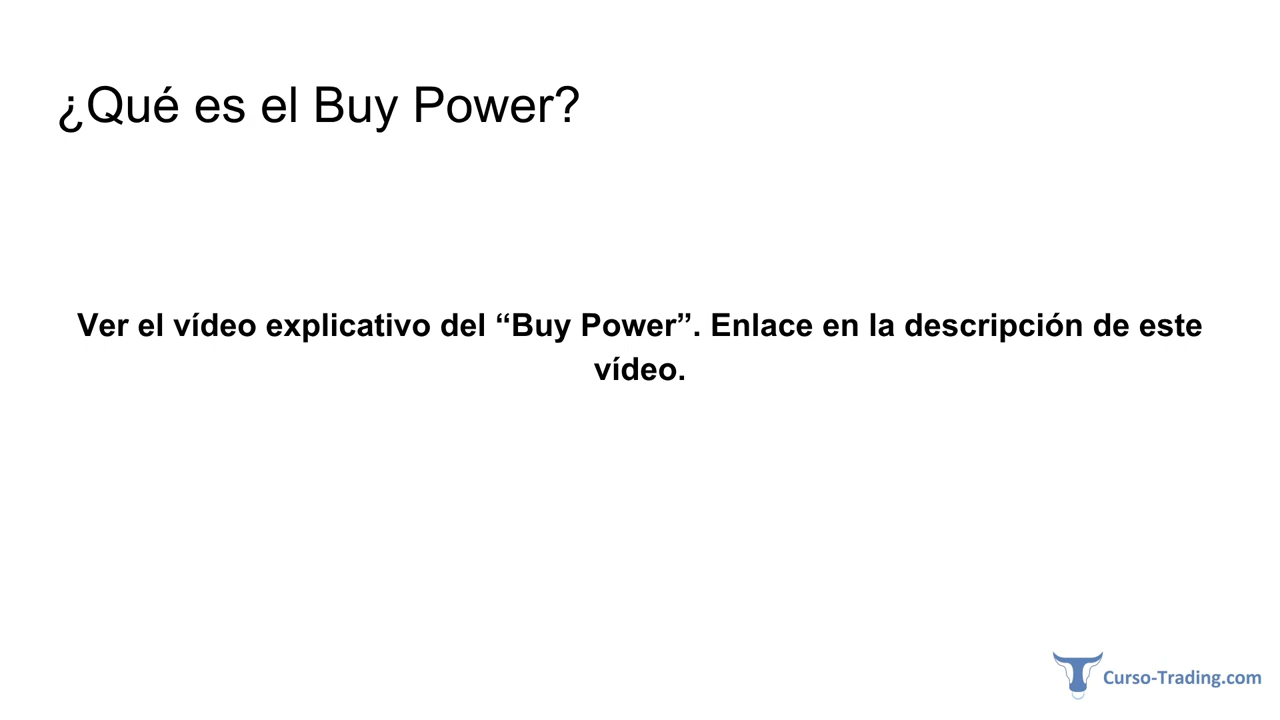 ¿Qué es el Buy Power?
Ver el vídeo explicativo del “Buy Power”. Enlace en la descripción de este
vídeo.
Curso-Trading.com